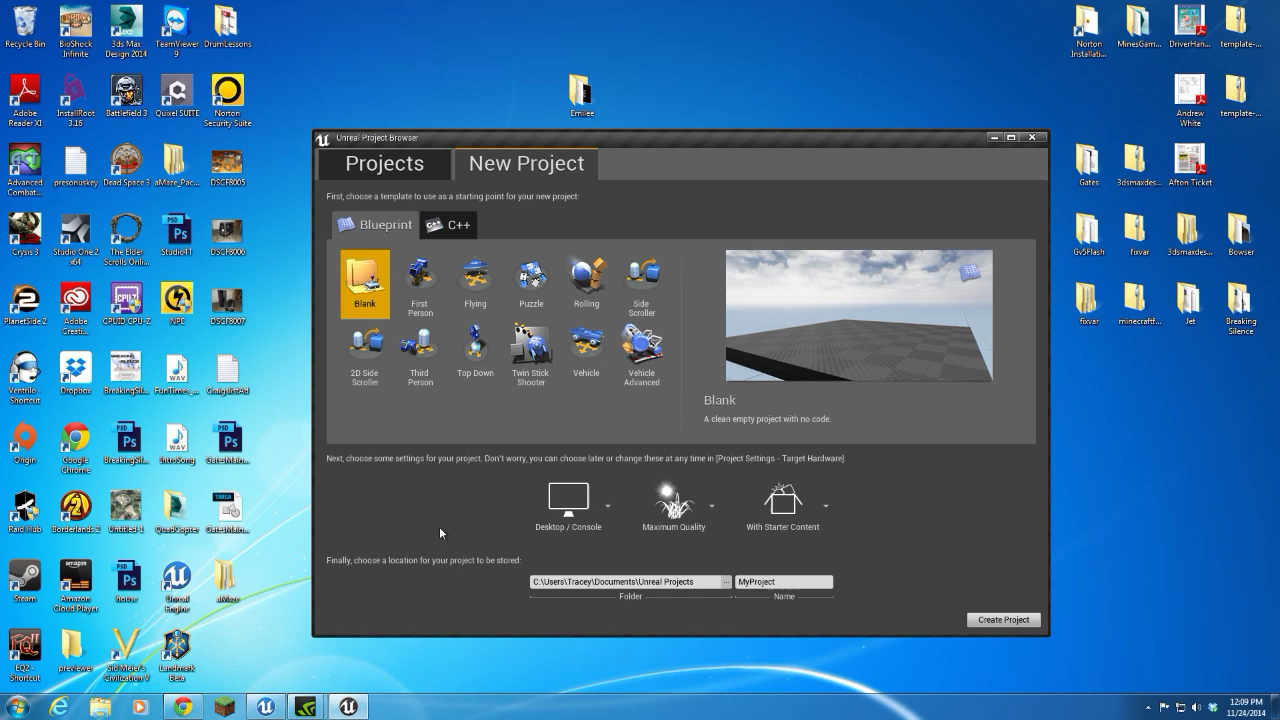 Recycle Bin
BioShock
Infinite
3ds Max
Design 2014
TeamViewer
9
DrumLessons
Adobe
Reader XI
InstallRoot
3.16
Battlefield 3
Quixel SUITE
Norton
Security Suite
Advanced
Combat...
presonuskey
Dead Space 3
aMaze_Pac...
DSCF8005
Crysis 3
Studio One 2
x64
The Elder
Scrolls Onli...
Studio41
DSCF8006
PlanetSide 2
Adobe
Creati...
CPUID CPU-Z
NPE
DSCF8007
Ventrilo -
Shortcut
Dropbox
BreakingSil...
FuelTimes_...
CraigslistAd
Origin
Google
Chrome
BreakingSil...
IntroSong
GatesMain...
Raid Hub
Borderlands 2
Untitled-1
QuadCopter
GatesMain...
Steam
Amazon
Cloud Player
house
Unreal
Engine
aMaze
EQ2 -
Shortcut
previewer
Sid Meier's
Civilization V
Landmark
Beta
Emilee
Norton
Installati...
MinesGam...
DriverHan...
template-...
Andrew
White
template-...
Gates
3dsmaxdes...
Afton Ticket
Gv5Flash
fixvar
3dsmaxdes...
Bowser
fixvar
minecraftf...
Jet
Breaking
Silence
Unreal Project Browser
Projects
New Project
First, choose a template to use as a starting point for your new project:
Blueprint
C++
Blank
First
Person
Flying
Puzzle
Rolling
Side
Scroller
2D Side
Scroller
Third
Person
Top Down
Twin Stick
Shooter
Vehicle
Vehicle
Advanced
Blank
A clean empty project with no code.
Next, choose some settings for your project. Don't worry, you can choose later or change these at any time in [Project Settings - Target Hardware]:
Desktop / Console
Maximum Quality
With Starter Content
Finally, choose a location for your project to be stored:
C:\Users\Tracey\Documents\Unreal Projects
...
MyProject
Folder
Name
Create Project
12:09 PM
11/24/2014